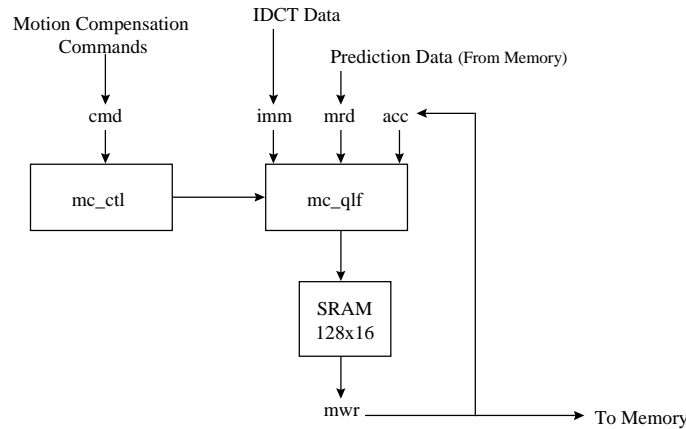 Motion Compensation
Commands
IDCT Data
Prediction Data (From Memory)
cmd
imm mrd acc
mc_ctl
mc_qlf
SRAM
128x16
mwr
To Memory